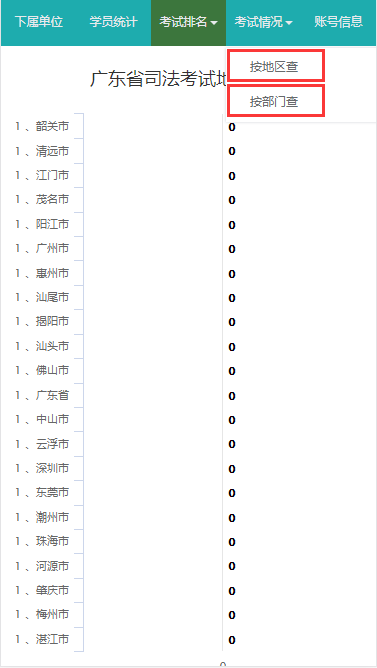 下属单位 学员统计 考试排名 考试情况 账号信息
按地区查
广东省司法考试地
按部门查
1 、韶关市 0
1 、清远市 0
1 、江门市 0
1 、茂名市 0
1 、阳江市 0
1 、广州市 0
1 、惠州市 0
1 、汕尾市 0
1 、揭阳市 0
1 、汕头市 0
1 、佛山市 0
1 、广东省 0
1 、中山市 0
1 、云浮市 0
1 、深圳市 0
1 、东莞市 0
1 、潮州市 0
1 、珠海市 0
1 、河源市 0
1 、肇庆市 0
1 、梅州市 0
1 、湛江市 0
0